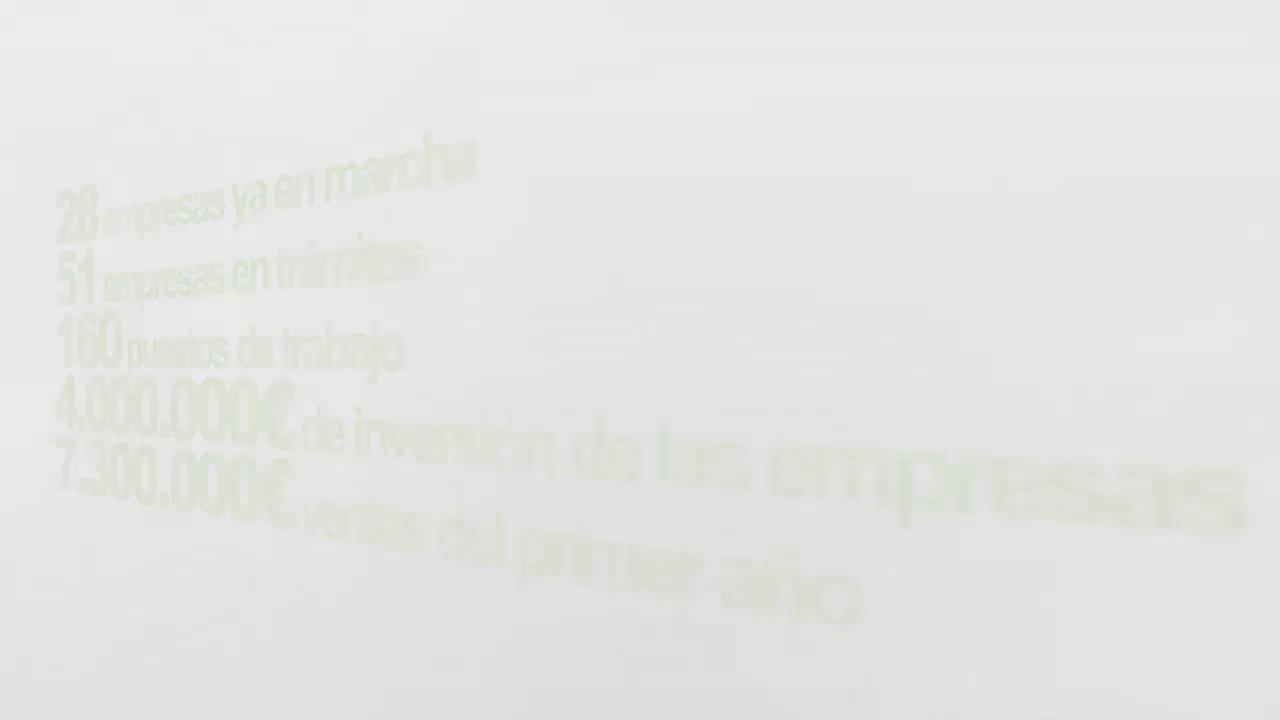 28 empresas ya en marcha
51 empresas en trámites
160 puestos de trabajo
4.000.000€ de inversión de las empresas
7.300.000€ ventas del primer año